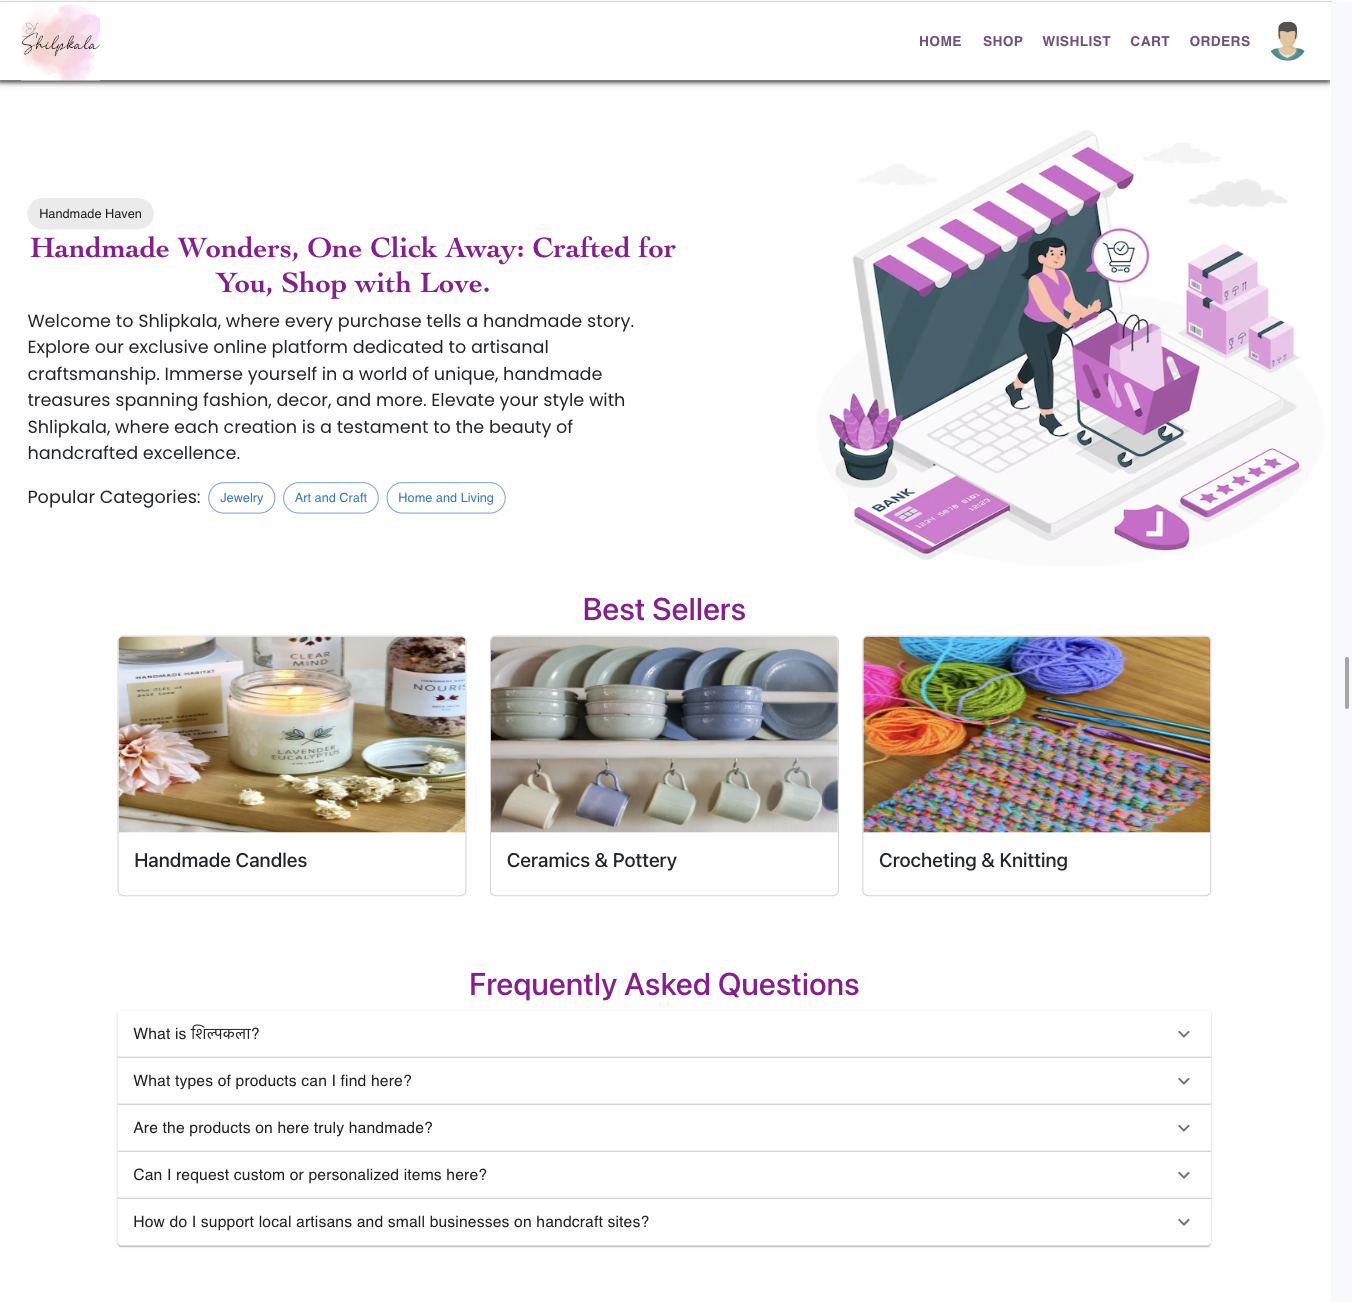 Shilpkala
HOME SHOP WISHLIST CART ORDERS
Handmade Haven
Handmade Wonders, One Click Away: Crafted for
You, Shop with Love.
Welcome to Shlipkala, where every purchase tells a handmade story.
Explore our exclusive online platform dedicated to artisanal
craftsmanship. Immerse yourself in a world of unique, handmade
treasures spanning fashion, decor, and more. Elevate your style with
Shlipkala, where each creation is a testament to the beauty of
handcrafted excellence.
Popular Categories: Jewelry Art and Craft Home and Living
BANK
1234 5678
Best Sellers
CLEAR
MIND
HANDMADE HABITAT
NOURIS
LAVENDER
EUCALYPTUS
Handmade Candles
Ceramics & Pottery
Crocheting & Knitting
Frequently Asked Questions
What is शिल्पकला?
What types of products can I find here?
Are the products on here truly handmade?
Can I request custom or personalized items here?
How do I support local artisans and small businesses on handcraft sites?